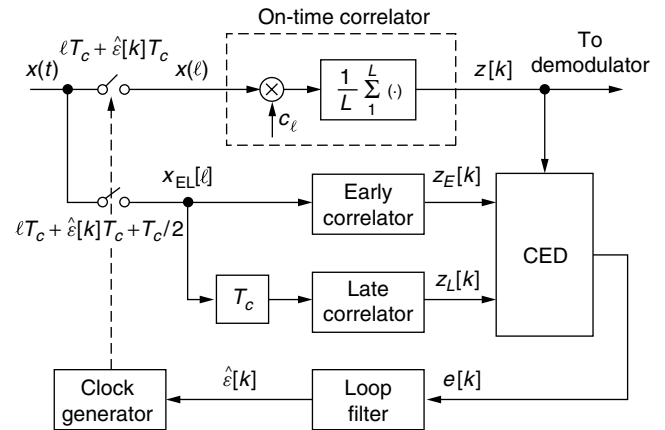 On-time correlator
ℓT_c + ε̂[k]T_c
x(t)
x(ℓ)
1/L Σ_1^L (·)
c_ℓ
z[k]
To
demodulator
x_EL[ℓ]
ℓT_c + ε̂[k]T_c + T_c/2
Early
correlator
z_E[k]
CED
T_c
Late
correlator
z_L[k]
Clock
generator
ε̂[k]
Loop
filter
e[k]